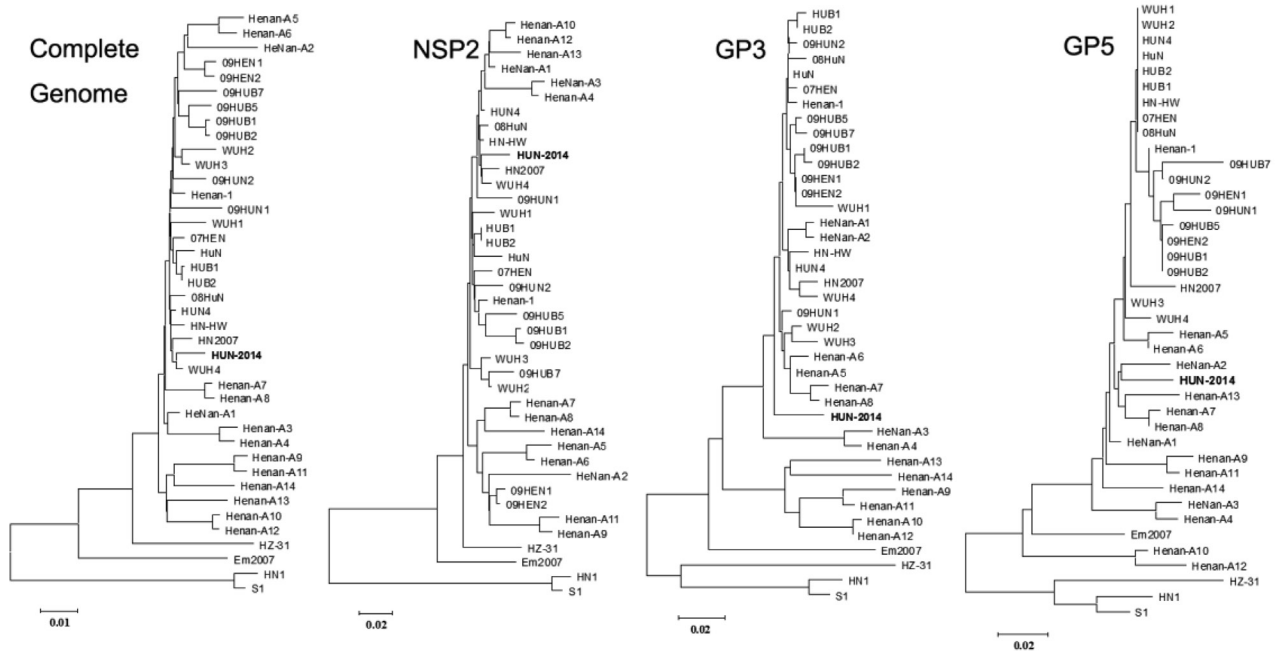 Complete
Genome
Henan-A5
Henan-A6
HeNan-A2
09HEN1
09HEN2
09HUB7
09HUB5
09HUB1
09HUB2
WUH2
WUH3
09HUN2
Henan-1
09HUN1
WUH1
07HEN
HuN
HUB1
HUB2
08HuN
HUN4
HN-HW
HN2007
HUN-2014
WUH4
Henan-A7
Henan-A8
HeNan-A1
Henan-A3
Henan-A4
Henan-A9
Henan-A11
Henan-A14
Henan-A13
Henan-A10
Henan-A12
HZ-31
Em2007
HN1
S1
0.01
NSP2
Henan-A10
Henan-A12
Henan-A13
HeNan-A1
HeNan-A3
Henan-A4
HUN4
08HuN
HN-HW
HUN-2014
HN2007
WUH4
09HUN1
WUH1
HUB1
HUB2
HuN
07HEN
09HUN2
Henan-1
09HUB5
09HUB1
09HUB2
WUH3
09HUB7
WUH2
Henan-A7
Henan-A8
Henan-A14
Henan-A5
Henan-A6
HeNan-A2
09HEN1
09HEN2
Henan-A11
Henan-A9
HZ-31
Em2007
HN1
S1
0.02
GP3
HUB1
HUB2
09HUN2
08HuN
HuN
07HEN
Henan-1
09HUB5
09HUB7
09HUB1
09HUB2
09HEN1
09HEN2
WUH1
HeNan-A1
HeNan-A2
HN-HW
HUN4
HN2007
WUH4
09HUN1
WUH2
WUH3
Henan-A6
Henan-A5
Henan-A7
Henan-A8
HUN-2014
HeNan-A3
HeNan-A4
Henan-A13
Henan-A14
Henan-A9
Henan-A11
Henan-A10
Henan-A12
Em2007
HZ-31
HN1
S1
0.02
GP5
WUH1
WUH2
HUN4
HuN
HUB2
HUB1
HN-HW
07HEN
08HuN
Henan-1
09HUB7
09HUN2
09HEN1
09HUN1
09HUB5
09HEN2
09HUB1
09HUB2
HN2007
WUH3
WUH4
Henan-A5
Henan-A6
HeNan-A2
HUN-2014
Henan-A13
Henan-A7
Henan-A8
HeNan-A1
Henan-A9
Henan-A11
Henan-A14
HeNan-A3
Henan-A4
Em2007
Henan-A10
Henan-A12
HZ-31
HN1
S1
0.02